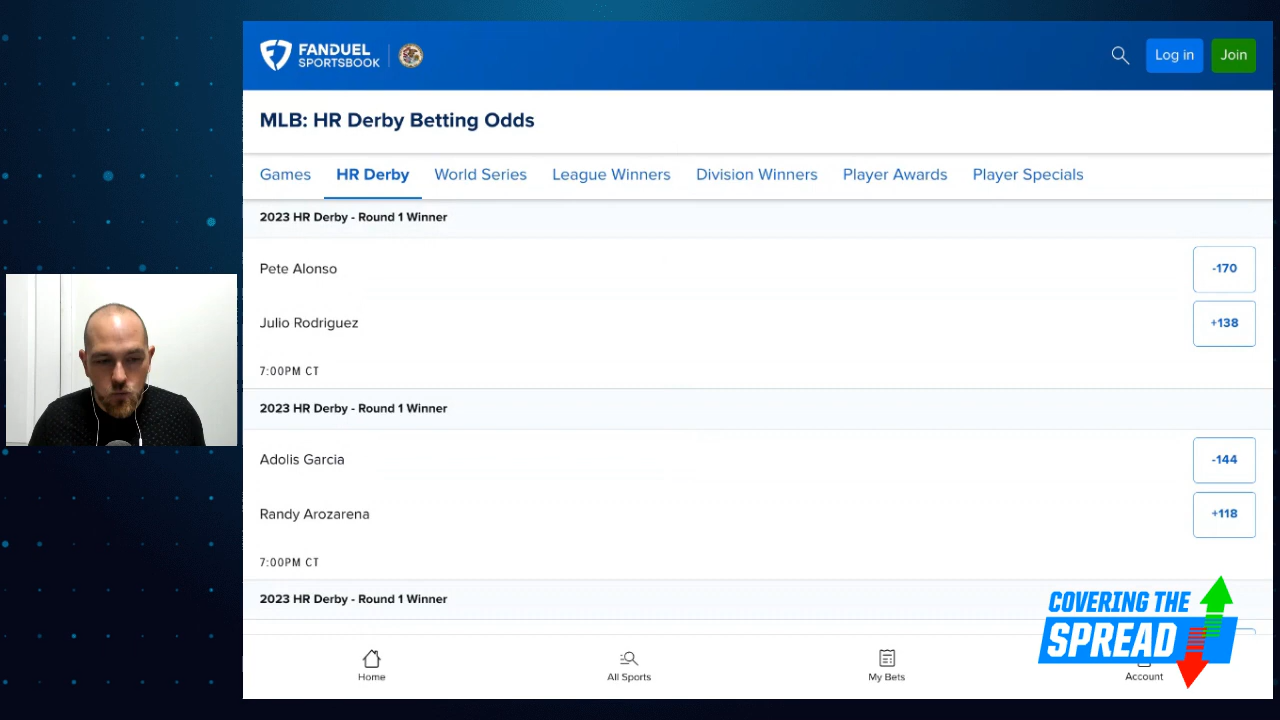 FANDUEL
SPORTSBOOK
Log in
Join
MLB: HR Derby Betting Odds
Games
HR Derby
World Series
League Winners
Division Winners
Player Awards
Player Specials
2023 HR Derby - Round 1 Winner
Pete Alonso
-170
Julio Rodriguez
+138
7:00PM CT
2023 HR Derby - Round 1 Winner
Adolis Garcia
-144
Randy Arozarena
+118
7:00PM CT
2023 HR Derby - Round 1 Winner
COVERING THE
SPREAD
Home
All Sports
My Bets
Account